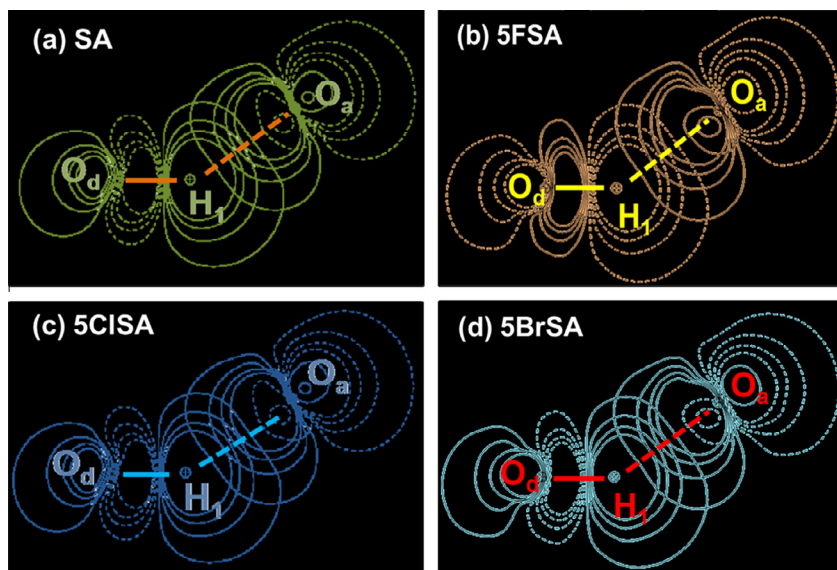 (a) SA
Oa
Od
H1
(b) 5FSA
Oa
Od
H1
(c) 5ClSA
Oa
Od
H1
(d) 5BrSA
Oa
Od
H1